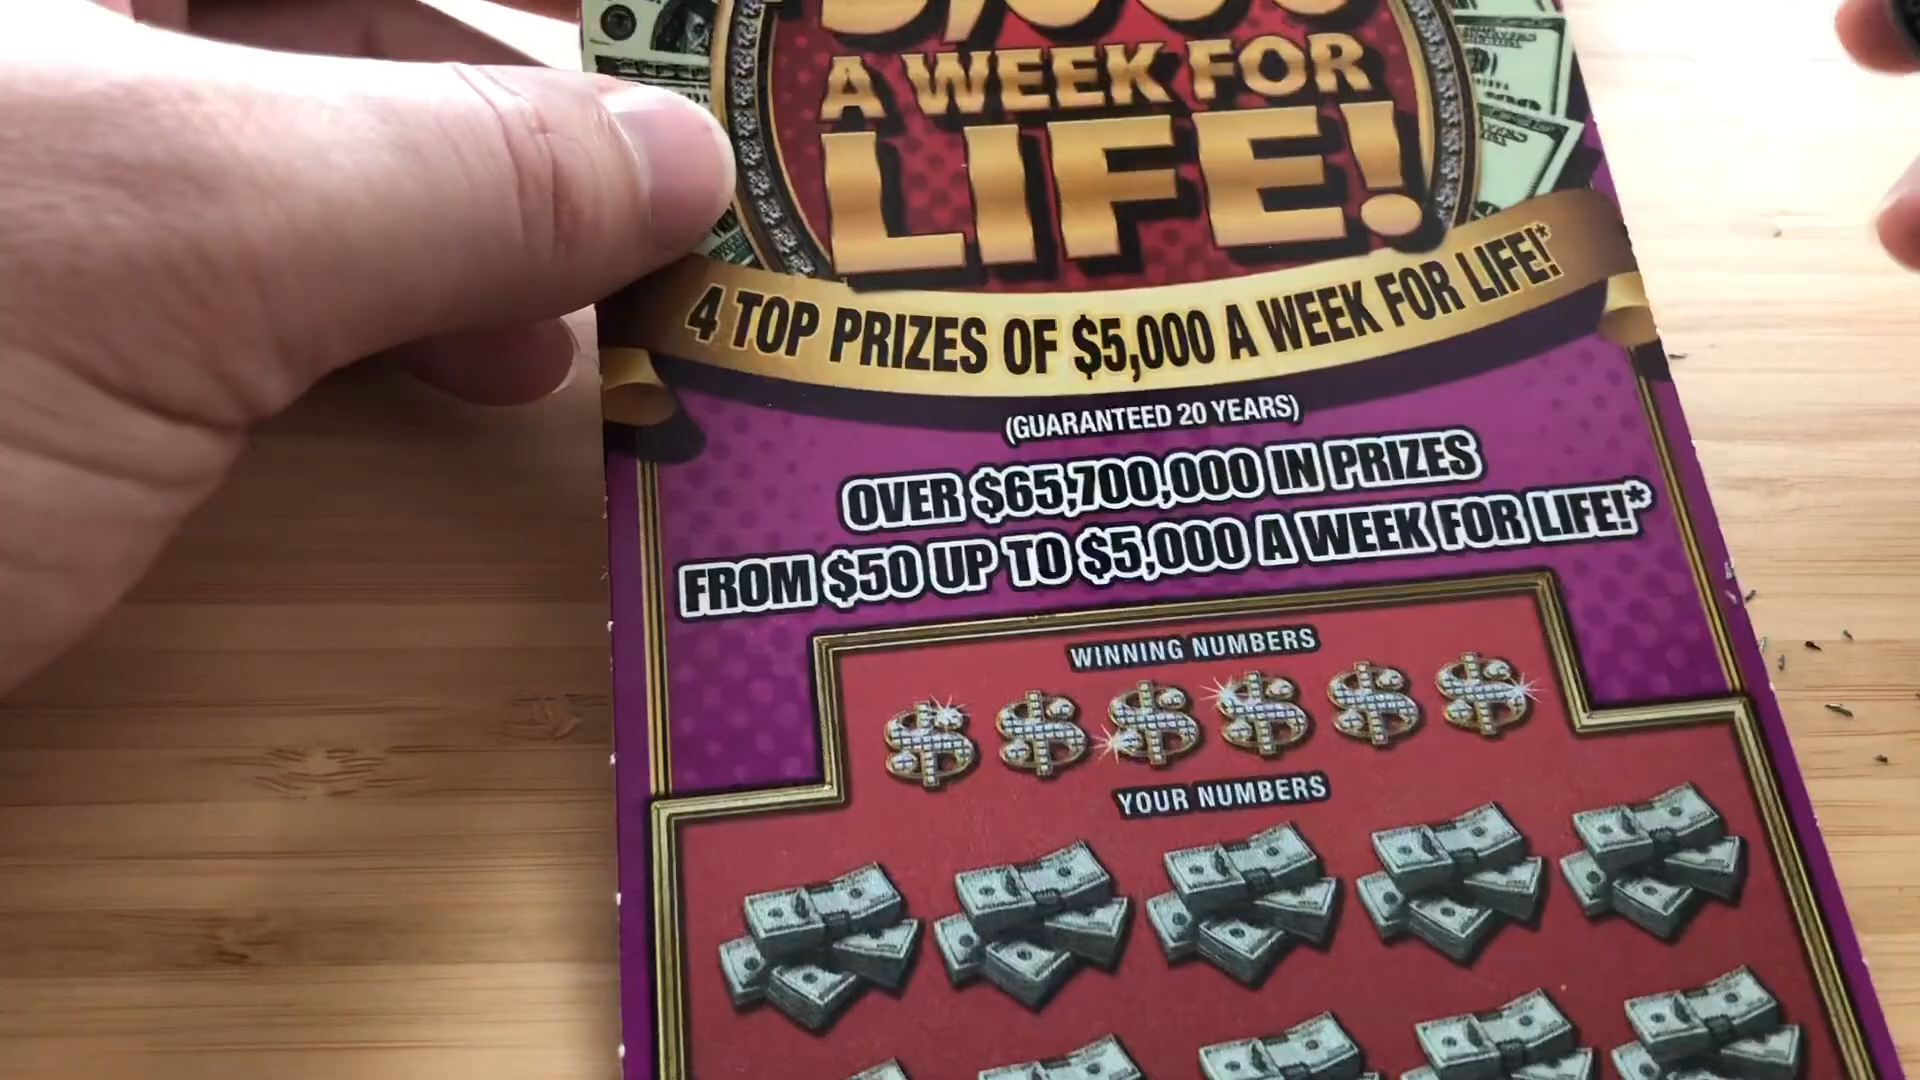 A WEEK FOR
LIFE!
4 TOP PRIZES OF $5,000 A WEEK FOR LIFE!*
(GUARANTEED 20 YEARS)
OVER $65,700,000 IN PRIZES
FROM $50 UP TO $5,000 A WEEK FOR LIFE!*
WINNING NUMBERS
YOUR NUMBERS